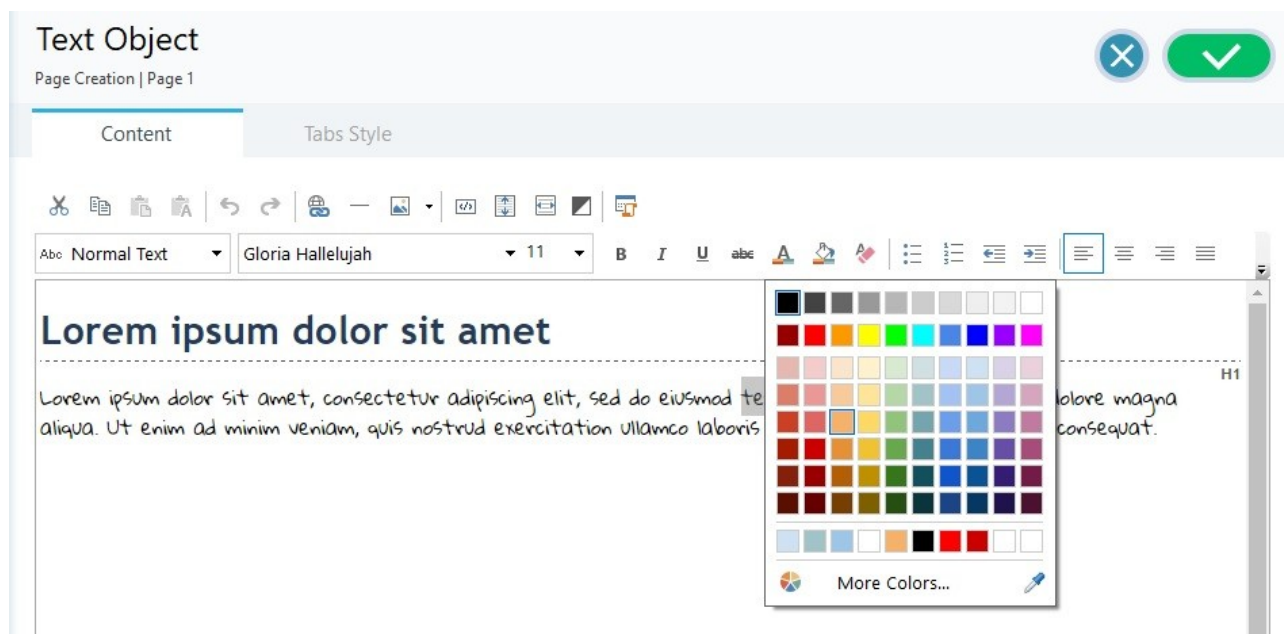 Text Object
Page Creation | Page 1
Content Tabs Style
Abc Normal Text Gloria Hallelujah 11 B I U abc A
Lorem ipsum dolor sit amet
H1
Lorem ipsum dolor sit amet, consectetur adipiscing elit, sed do eiusmod te dolore magna
aliqua. Ut enim ad minim veniam, quis nostrud exercitation ullamco laboris consequat.
More Colors...